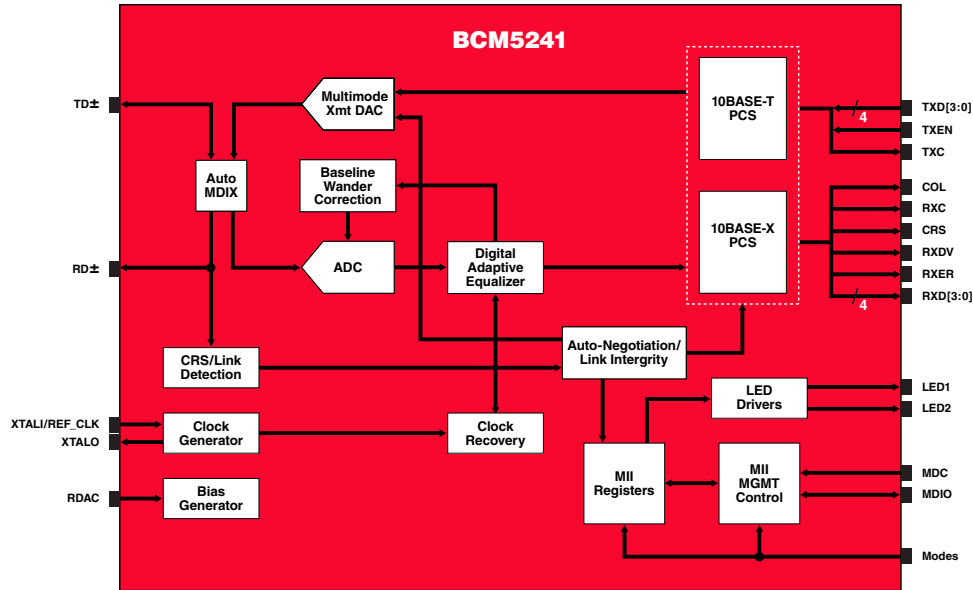 BCM5241
TD±
RD±
XTALI/REF_CLK
XTALO
RDAC
Multimode
Xmt DAC
Auto
MDIX
Baseline
Wander
Correction
ADC
Digital
Adaptive
Equalizer
10BASE-T
PCS
10BASE-X
PCS
CRS/Link
Detection
Auto-Negotiation/
Link Intergrity
Clock
Generator
Clock
Recovery
Bias
Generator
LED
Drivers
MII
Registers
MII
MGMT
Control
TXD[3:0]
4
TXEN
TXC
COL
RXC
CRS
RXDV
RXER
RXD[3:0]
4
LED1
LED2
MDC
MDIO
Modes